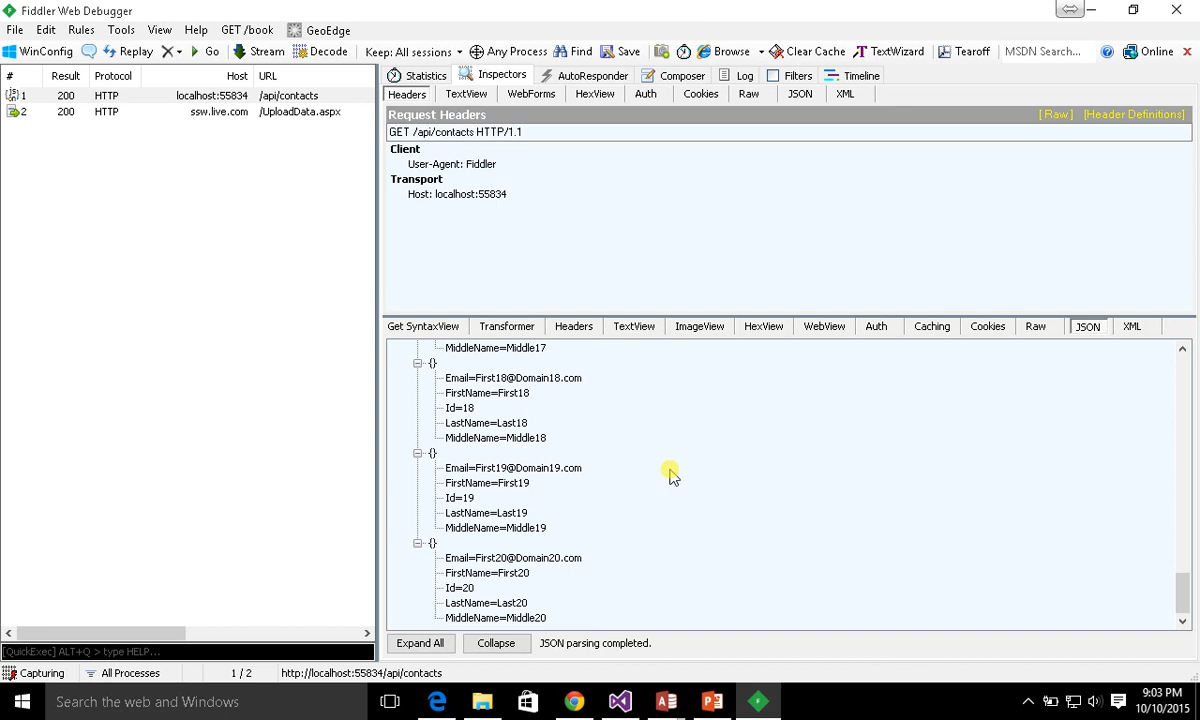 Fiddler Web Debugger
File Edit Rules Tools View Help GET /book GeoEdge
WinConfig Replay Go Stream Decode Keep: All sessions Any Process Find Save Browse Clear Cache TextWizard Tearoff MSDN Search... Online
# Result Protocol Host URL
1 200 HTTP localhost:55834 /api/contacts
2 200 HTTP ssw.live.com /UploadData.aspx
Statistics Inspectors AutoResponder Composer Log Filters Timeline
Headers TextView WebForms HexView Auth Cookies Raw JSON XML
Request Headers [ Raw ] [Header Definitions]
GET /api/contacts HTTP/1.1
Client
User-Agent: Fiddler
Transport
Host: localhost:55834
Get SyntaxView Transformer Headers TextView ImageView HexView WebView Auth Caching Cookies Raw JSON XML
MiddleName=Middle17
{}
Email=First18@Domain18.com
FirstName=First18
Id=18
LastName=Last18
MiddleName=Middle18
{}
Email=First19@Domain19.com
FirstName=First19
Id=19
LastName=Last19
MiddleName=Middle19
{}
Email=First20@Domain20.com
FirstName=First20
Id=20
LastName=Last20
MiddleName=Middle20
Expand All Collapse JSON parsing completed.
[QuickExec] ALT+Q > type HELP...
Capturing All Processes 1 / 2 http://localhost:55834/api/contacts
Search the web and Windows
9:03 PM
10/10/2015